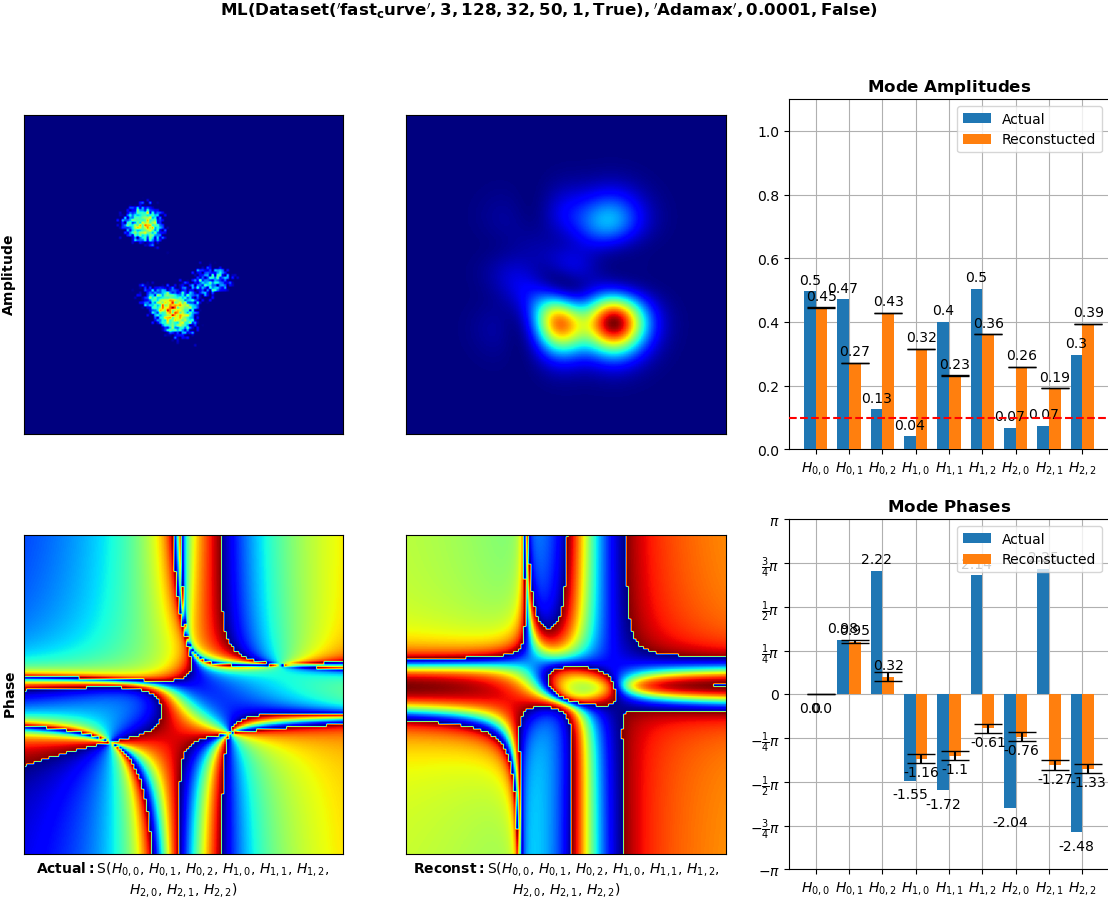 ML(Dataset('fast_curve', 3, 128, 32, 50, 1, True), 'Adamax', 0.0001, False)
Amplitude
Mode Amplitudes
Actual
Reconstucted
1.0
0.8
0.6
0.4
0.2
0.0
0.5 0.45 0.47 0.27 0.13 0.43 0.04 0.32 0.4 0.23 0.5 0.36 0.07 0.26 0.07 0.19 0.3 0.39
H0,0 H0,1 H0,2 H1,0 H1,1 H1,2 H2,0 H2,1 H2,2
Phase
Mode Phases
Actual
Reconstucted
π
3/4π
1/2π
1/4π
0
−1/4π
−1/2π
−3/4π
−π
0.0 0.0 0.98 0.95 2.22 0.32 -1.55 -1.16 -1.72 -1.1 2.14 -0.61 -2.04 -0.76 -1.27 -2.48 -1.33
H0,0 H0,1 H0,2 H1,0 H1,1 H1,2 H2,0 H2,1 H2,2
Actual: S(H0,0, H0,1, H0,2, H1,0, H1,1, H1,2,
H2,0, H2,1, H2,2)
Reconst: S(H0,0, H0,1, H0,2, H1,0, H1,1, H1,2,
H2,0, H2,1, H2,2)